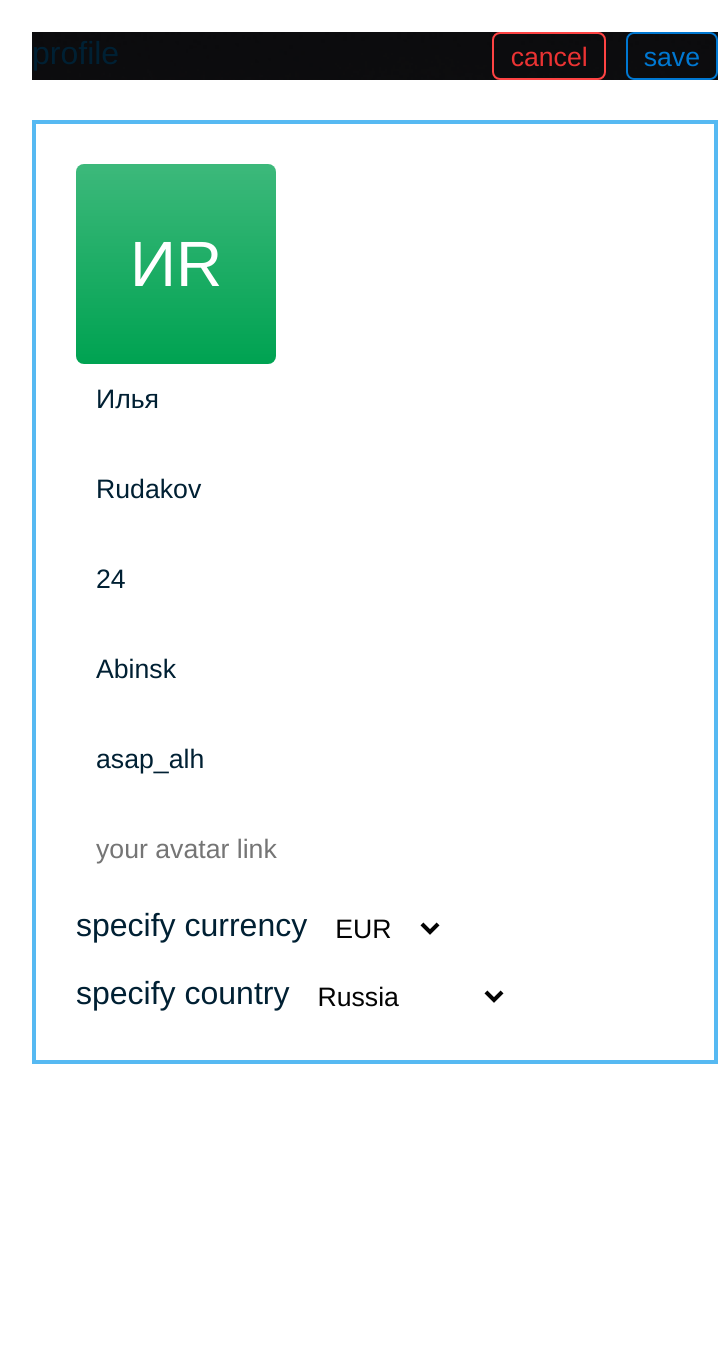 profile cancel save
ИR
Илья
Rudakov
24
Abinsk
asap_alh
your avatar link
specify currency EUR
specify country Russia